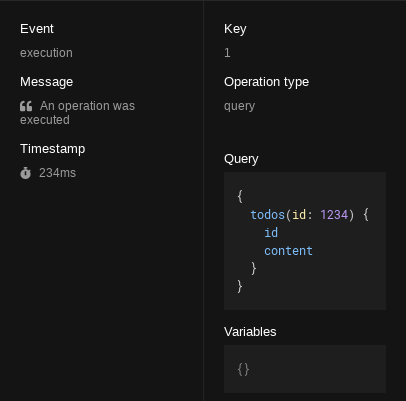 Event
execution
Message
An operation was
executed
Timestamp
234ms
Key
1
Operation type
query
Query
{
  todos(id: 1234) {
    id
    content
  }
}
Variables
{}